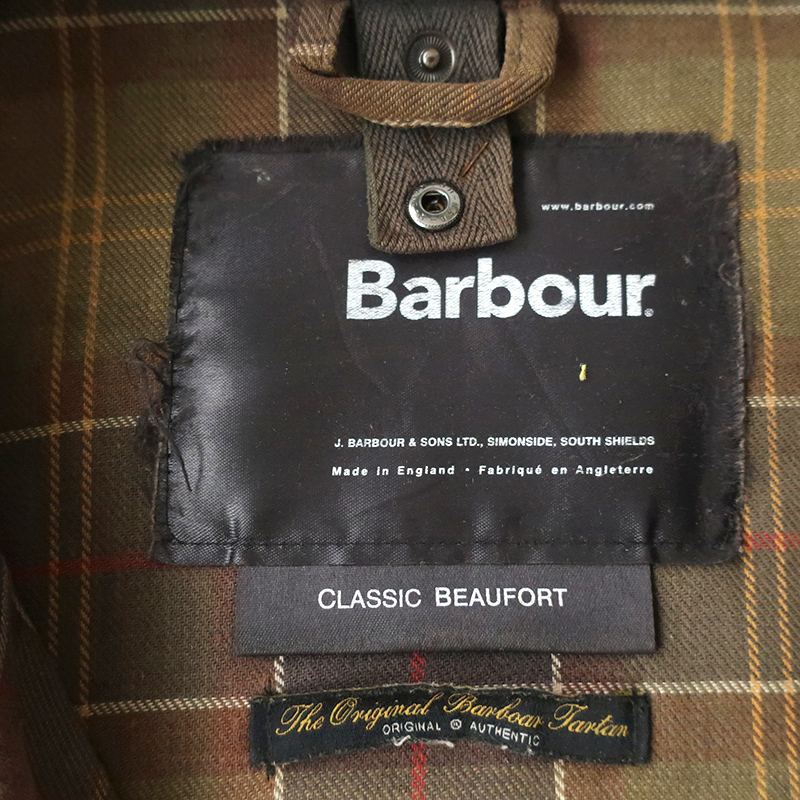 www.barbour.com
Barbour®
J. BARBOUR & SONS LTD., SIMONSIDE, SOUTH SHIELDS
Made in England • Fabriqué en Angleterre
CLASSIC BEAUFORT
The Original Barbour Tartan
ORIGINAL ® AUTHENTIC